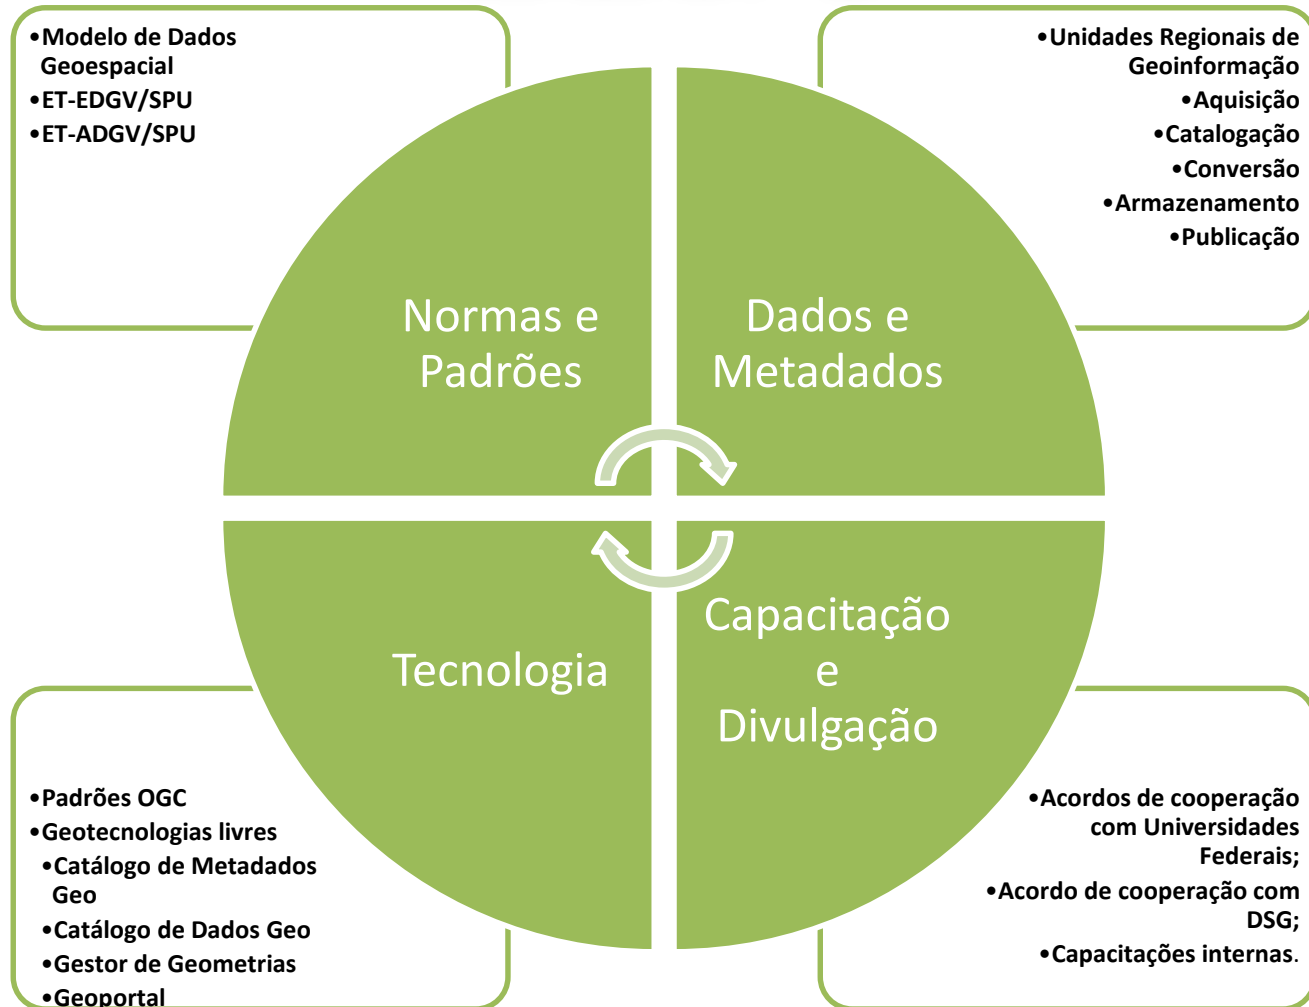 •Modelo de Dados
Geoespacial
•ET-EDGV/SPU
•ET-ADGV/SPU
•Unidades Regionais de
Geoinformação
•Aquisição
•Catalogação
•Conversão
•Armazenamento
•Publicação
Normas e
Padrões
Dados e
Metadados
Tecnologia
Capacitação
e
Divulgação
•Padrões OGC
•Geotecnologias livres
•Catálogo de Metadados
Geo
•Catálogo de Dados Geo
•Gestor de Geometrias
•Geoportal
•Acordos de cooperação
com Universidades
Federais;
•Acordo de cooperação com
DSG;
•Capacitações internas.